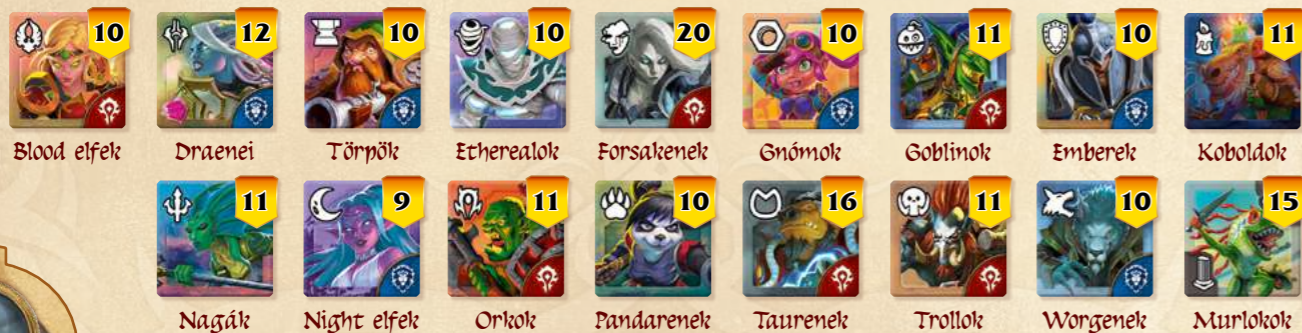 10 12 10 10 20 10 11 10 11
Blood elfek Draenei Törpök Etherealok Forsakenek Gnómok Goblinok Emberek Koboldok
11 9 11 10 16 11 10 15
Nagák Night elfek Orkok Pandarenek Taurenek Trollok Worgenek Murlokok